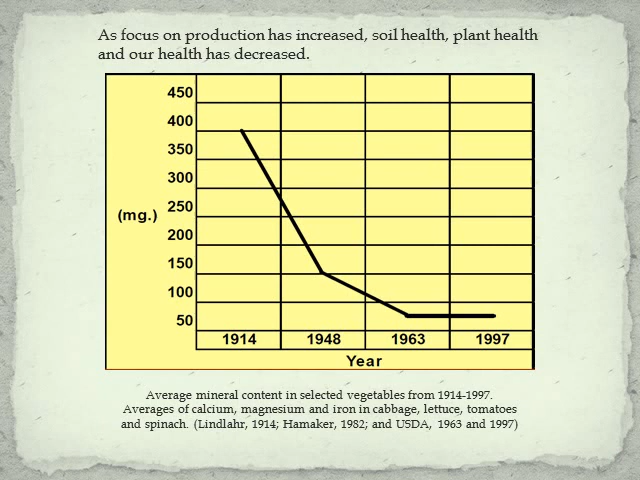 As focus on production has increased, soil health, plant health
and our health has decreased.
450
400
350
300
250
(mg.)
200
150
100
50
1914 1948 1963 1997
Year
Average mineral content in selected vegetables from 1914-1997.
Averages of calcium, magnesium and iron in cabbage, lettuce, tomatoes
and spinach. (Lindlahr, 1914; Hamaker, 1982; and USDA, 1963 and 1997)